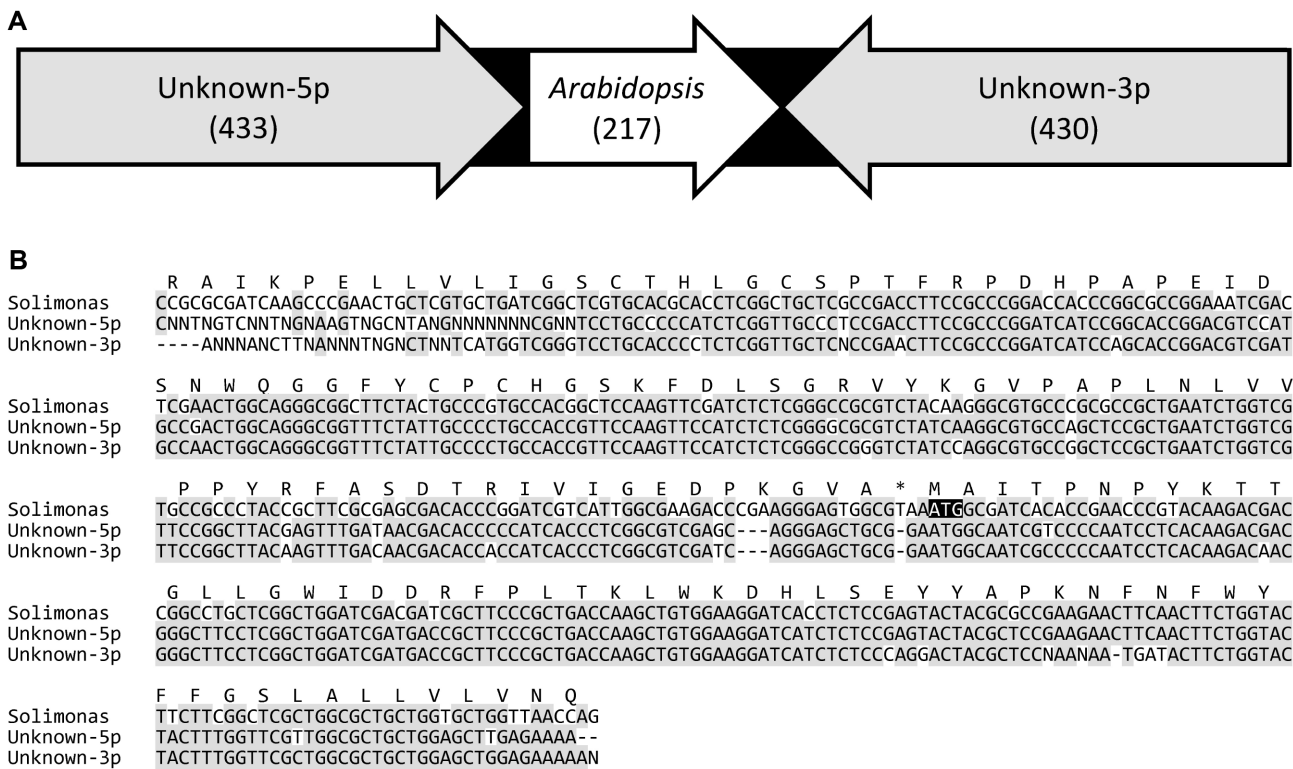 A
Unknown-5p
(433)
Arabidopsis
(217)
Unknown-3p
(430)
B
R A I K P E L L V L I G S C T H L G C S P T F R P D H P A P E I D
Solimonas CCGCGCGATCAAGCCCGAACTGCTCGTGCTGATCGGCTCGTGCACGCACCTCGGCTGCTCGCCGACCTTCCGCCCGGACCACCCGGCGCCGGAAATCGAC
Unknown-5p CNNTNGTCNNTNGNAAGTNGCNTANGNNNNNNNCGNNTCCTGCCCCCATCTCGGTTGCCCTCCGACCTTCCGCCCGGATCATCCGGCACCGGACGTCCAT
Unknown-3p ----ANNNANCTTNANNNTNGNCTNNTCATGGTCGGGTCCTGCACCCCTCTCGGTTGCTCNCCGAACTTCCGCCCGGATCATCCAGCACCGGACGTCGAT
S N W Q G G F Y C P C H G S K F D L S G R V Y K G V P A P L N L V V
Solimonas TCGAACTGGCAGGGCGGCTTCTACTGCCCGTGCCACGGCTCCAAGTTCGATCTCTCGGGCCGCGTCTACAAGGGCGTGCCCGCGCCGCTGAATCTGGTCG
Unknown-5p GCCGACTGGCAGGGCGGTTTCTATTGCCCCTGCCACCGTTCCAAGTTCCATCTCTCGGGGCGCGTCTATCAAGGCGTGCCAGCTCCGCTGAATCTGGTCG
Unknown-3p GCCAACTGGCAGGGCGGTTTCTATTGCCCCTGCCACCGTTCCAAGTTCCATCTCTCGGGCCGGGTCTATCCAGGCGTGCCGGCTCCGCTGAATCTGGTCG
P P Y R F A S D T R I V I G E D P K G V A * M A I T P N P Y K T T
Solimonas TGCCGCCCTACCGCTTCGCGAGCGACACCCGGATCGTCATTGGCGAAGACCCGAAGGGAGTGGCGTAAATGGCGATCACACCGAACCCGTACAAGACGAC
Unknown-5p TTCCGGCTTACGAGTTTGATAACGACACCCCATCACCCTCGGCGTCGAGC---AGGGAGCTGCG-GAATGGCAATCGTCCCCAATCCTCACAAGACGAC
Unknown-3p TTCCGGCTTACAAGTTTGACAACGACACCACCATCACCCTCGGCGTCGATC---AGGGAGCTGCG-GAATGGCAATCGCCCCCAATCCTCACAAGACAAC
G L L G W I D D R F P L T K L W K D H L S E Y Y A P K N F N F W Y
Solimonas CGGCCTGCTCGGCTGGATCGACGATCGCTTCCCGCTGACCAAGCTGTGGAAGGATCACCTCTCCGAGTACTACGCGCCGAAGAACTTCAACTTCTGGTAC
Unknown-5p GGGCTTCCTCGGCTGGATCGATGACCGCTTCCCGCTGACCAAGCTGTGGAAGGATCATCTCTCCGAGTACTACGCTCCGAAGAACTTCAACTTCTGGTAC
Unknown-3p GGGCTTCCTCGGCTGGATCGATGACCGCTTCCCGCTGACCAAGCTGTGGAAGGATCATCTCTCCCAGGACTACGCTCCNAANAA-TGATACTTCTGGTAC
F F G S L A L L V L V N Q
Solimonas TTCTTCGGCTCGCTGGCGCTGCTGGTGCTGGTTAACCAG
Unknown-5p TACTTTGGTTCGTTGGCGCTGCTGGAGCTTGAGAAAA--
Unknown-3p TACTTTGGTTCGCTGGCGCTGCTGGAGCTGGAGAAAAAN